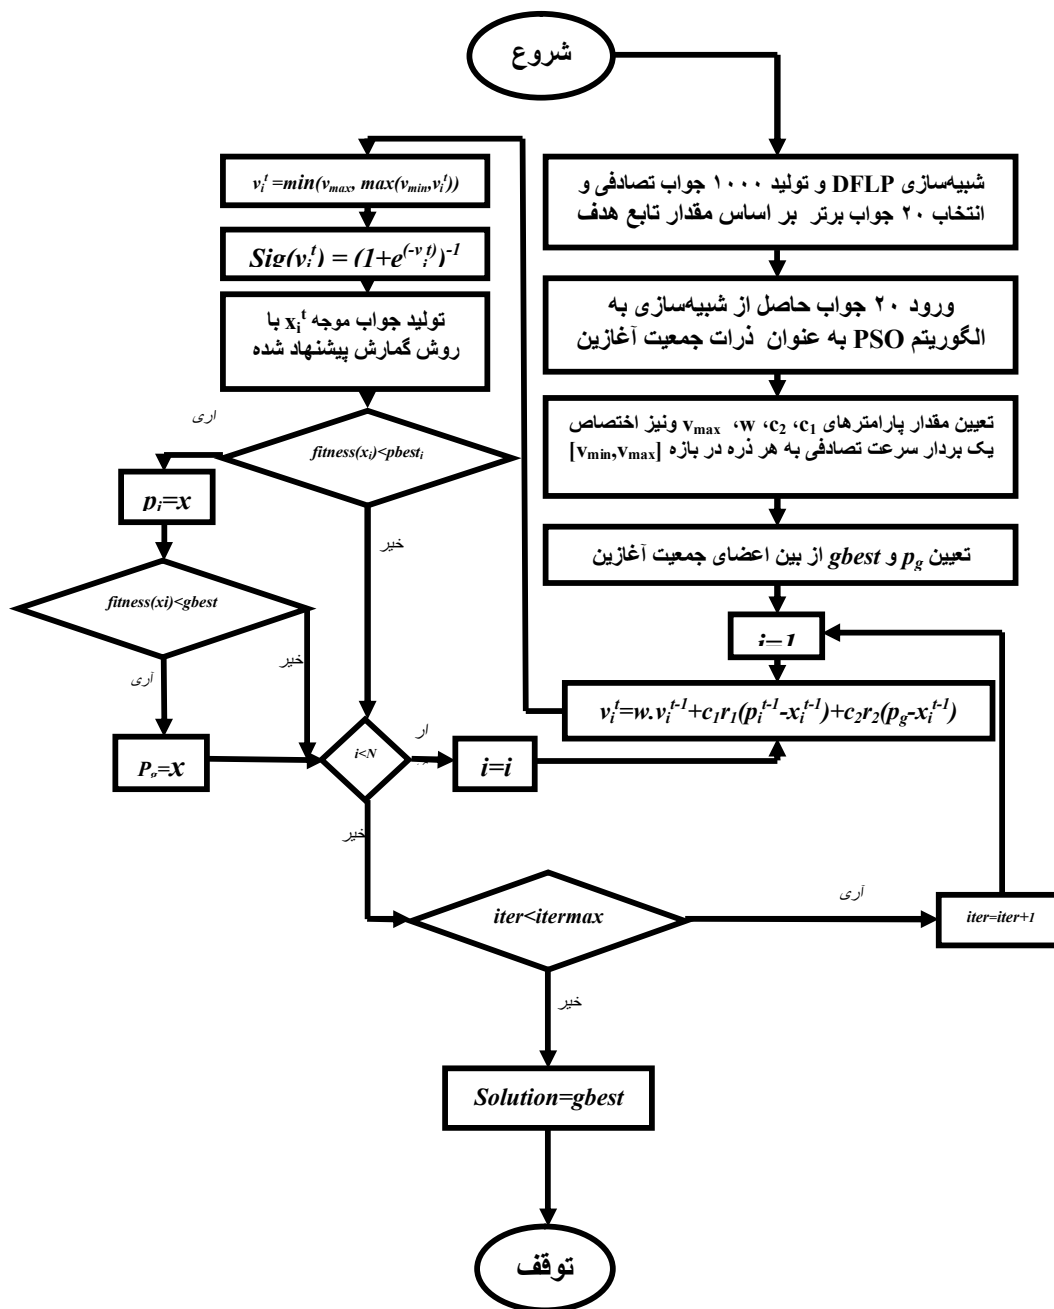 شروع
شبیه‌سازی DFLP و تولید ۱۰۰۰ جواب تصادفی و
انتخاب ۲۰ جواب برتر بر اساس مقدار تابع هدف
ورود ۲۰ جواب حاصل از شبیه‌سازی به
الگوریتم PSO به عنوان ذرات جمعیت آغازین
تعیین مقدار پارامترهای c₁، c₂، w، vₘₐₓ ونیز اختصاص
یک بردار سرعت تصادفی به هر ذره در بازه [vₘᵢₙ,vₘₐₓ]
تعیین p_g و gbest از بین اعضای جمعیت آغازین
i=1
vᵢᵗ=w.vᵢᵗ⁻¹+c₁r₁(pᵢᵗ⁻¹-xᵢᵗ⁻¹)+c₂r₂(p_g-xᵢᵗ⁻¹)
vᵢᵗ =min(vₘₐₓ, max(vₘᵢₙ,vᵢᵗ))
Sig(vᵢᵗ) = (1+e^(-vᵢᵗ))⁻¹
تولید جواب موجه xᵢᵗ با
روش گمارش پیشنهاد شده
fitness(xᵢ)<pbestᵢ
اری
خیر
pᵢ=x
fitness(xi)<gbest
خیر
آری
P_g=x
i<N
ار
i=i
خیر
iter<itermax
آری
iter=iter+1
خیر
Solution=gbest
توقف